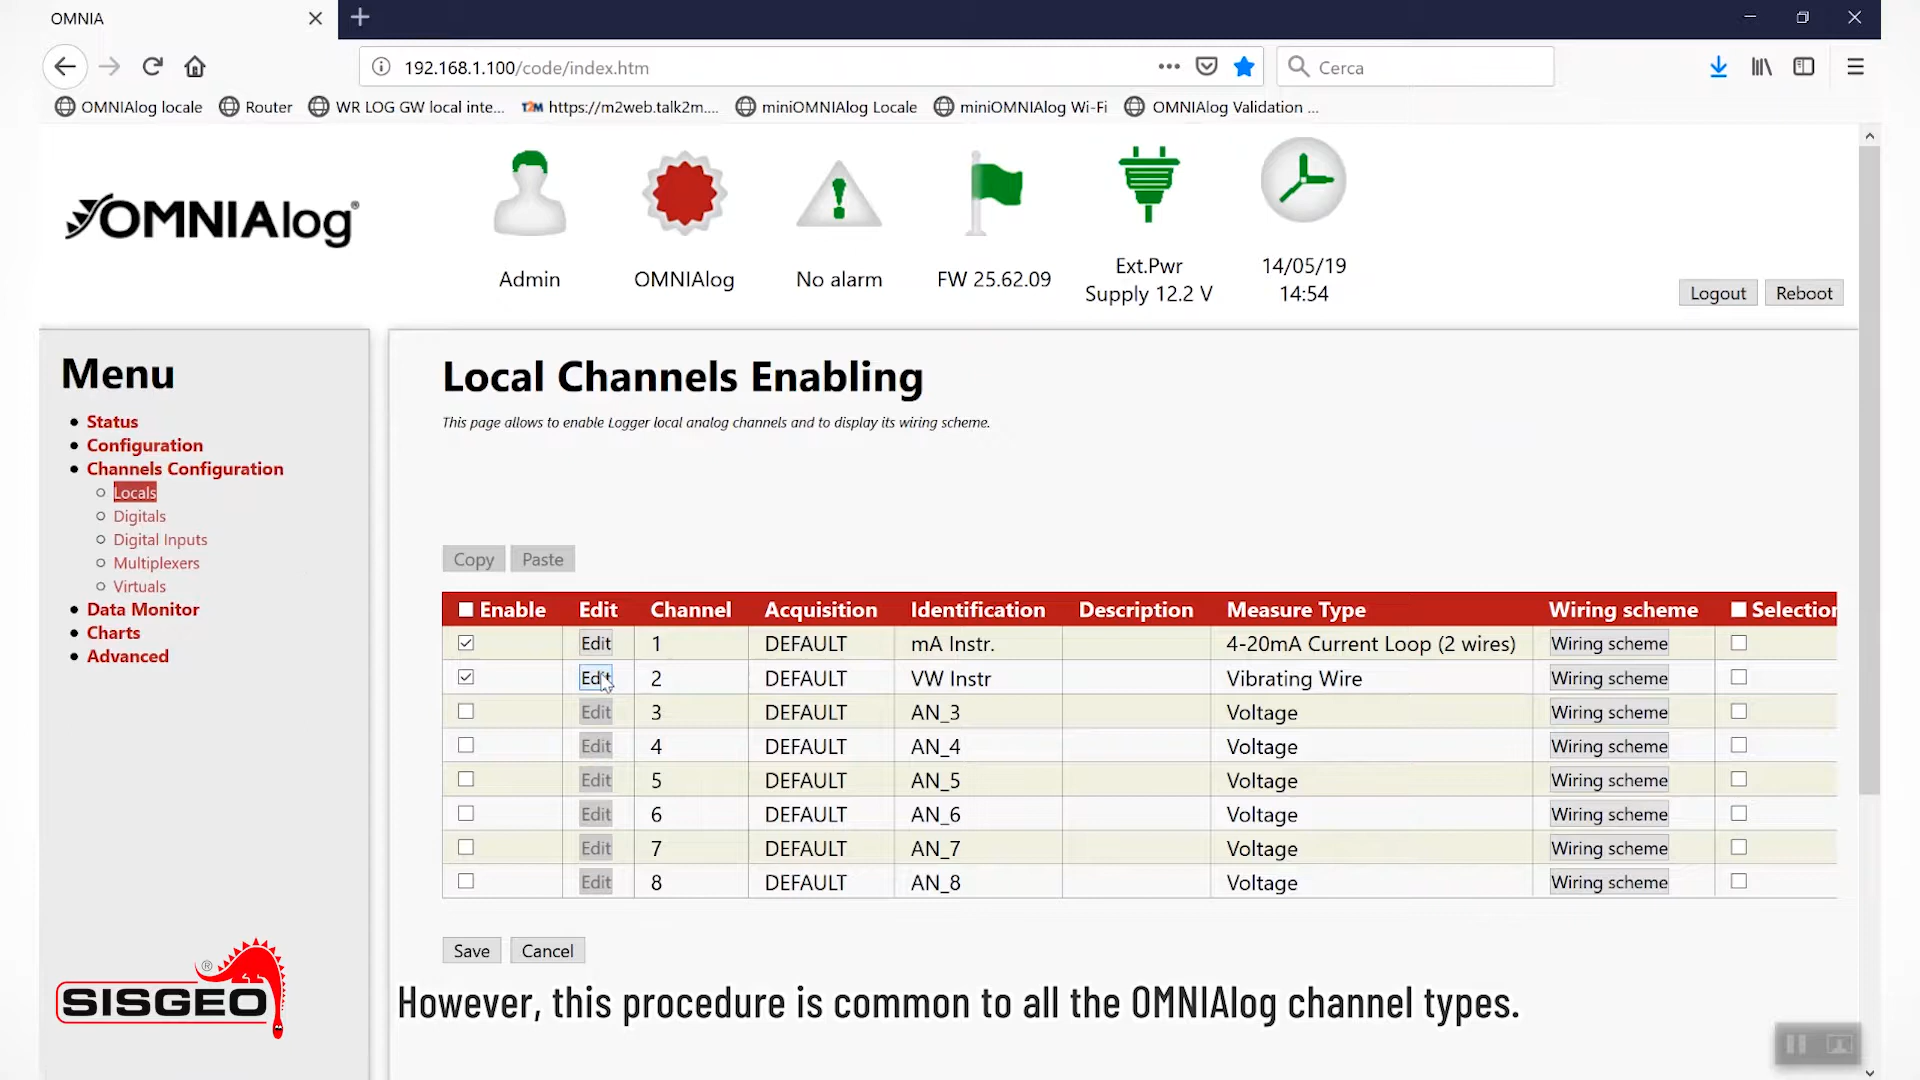 OMNIA
192.168.1.100/code/index.htm
Cerca
OMNIAlog locale
Router
WR LOG GW local inte...
T2M https://m2web.talk2m....
miniOMNIAlog Locale
miniOMNIAlog Wi-Fi
OMNIAlog Validation ...
OMNIAlog®
Admin
OMNIAlog
No alarm
FW 25.62.09
Ext.Pwr
Supply 12.2 V
14/05/19
14:54
Logout Reboot
Menu
Status
Configuration
Channels Configuration
Locals
Digitals
Digital Inputs
Multiplexers
Virtuals
Data Monitor
Charts
Advanced
Local Channels Enabling
This page allows to enable Logger local analog channels and to display its wiring scheme.
Copy Paste
Enable Edit Channel Acquisition Identification Description Measure Type Wiring scheme Selection
Edit 1 DEFAULT mA Instr. 4-20mA Current Loop (2 wires) Wiring scheme
Edit 2 DEFAULT VW Instr Vibrating Wire Wiring scheme
Edit 3 DEFAULT AN_3 Voltage Wiring scheme
Edit 4 DEFAULT AN_4 Voltage Wiring scheme
Edit 5 DEFAULT AN_5 Voltage Wiring scheme
Edit 6 DEFAULT AN_6 Voltage Wiring scheme
Edit 7 DEFAULT AN_7 Voltage Wiring scheme
Edit 8 DEFAULT AN_8 Voltage Wiring scheme
Save Cancel
SISGEO ®
However, this procedure is common to all the OMNIAlog channel types.